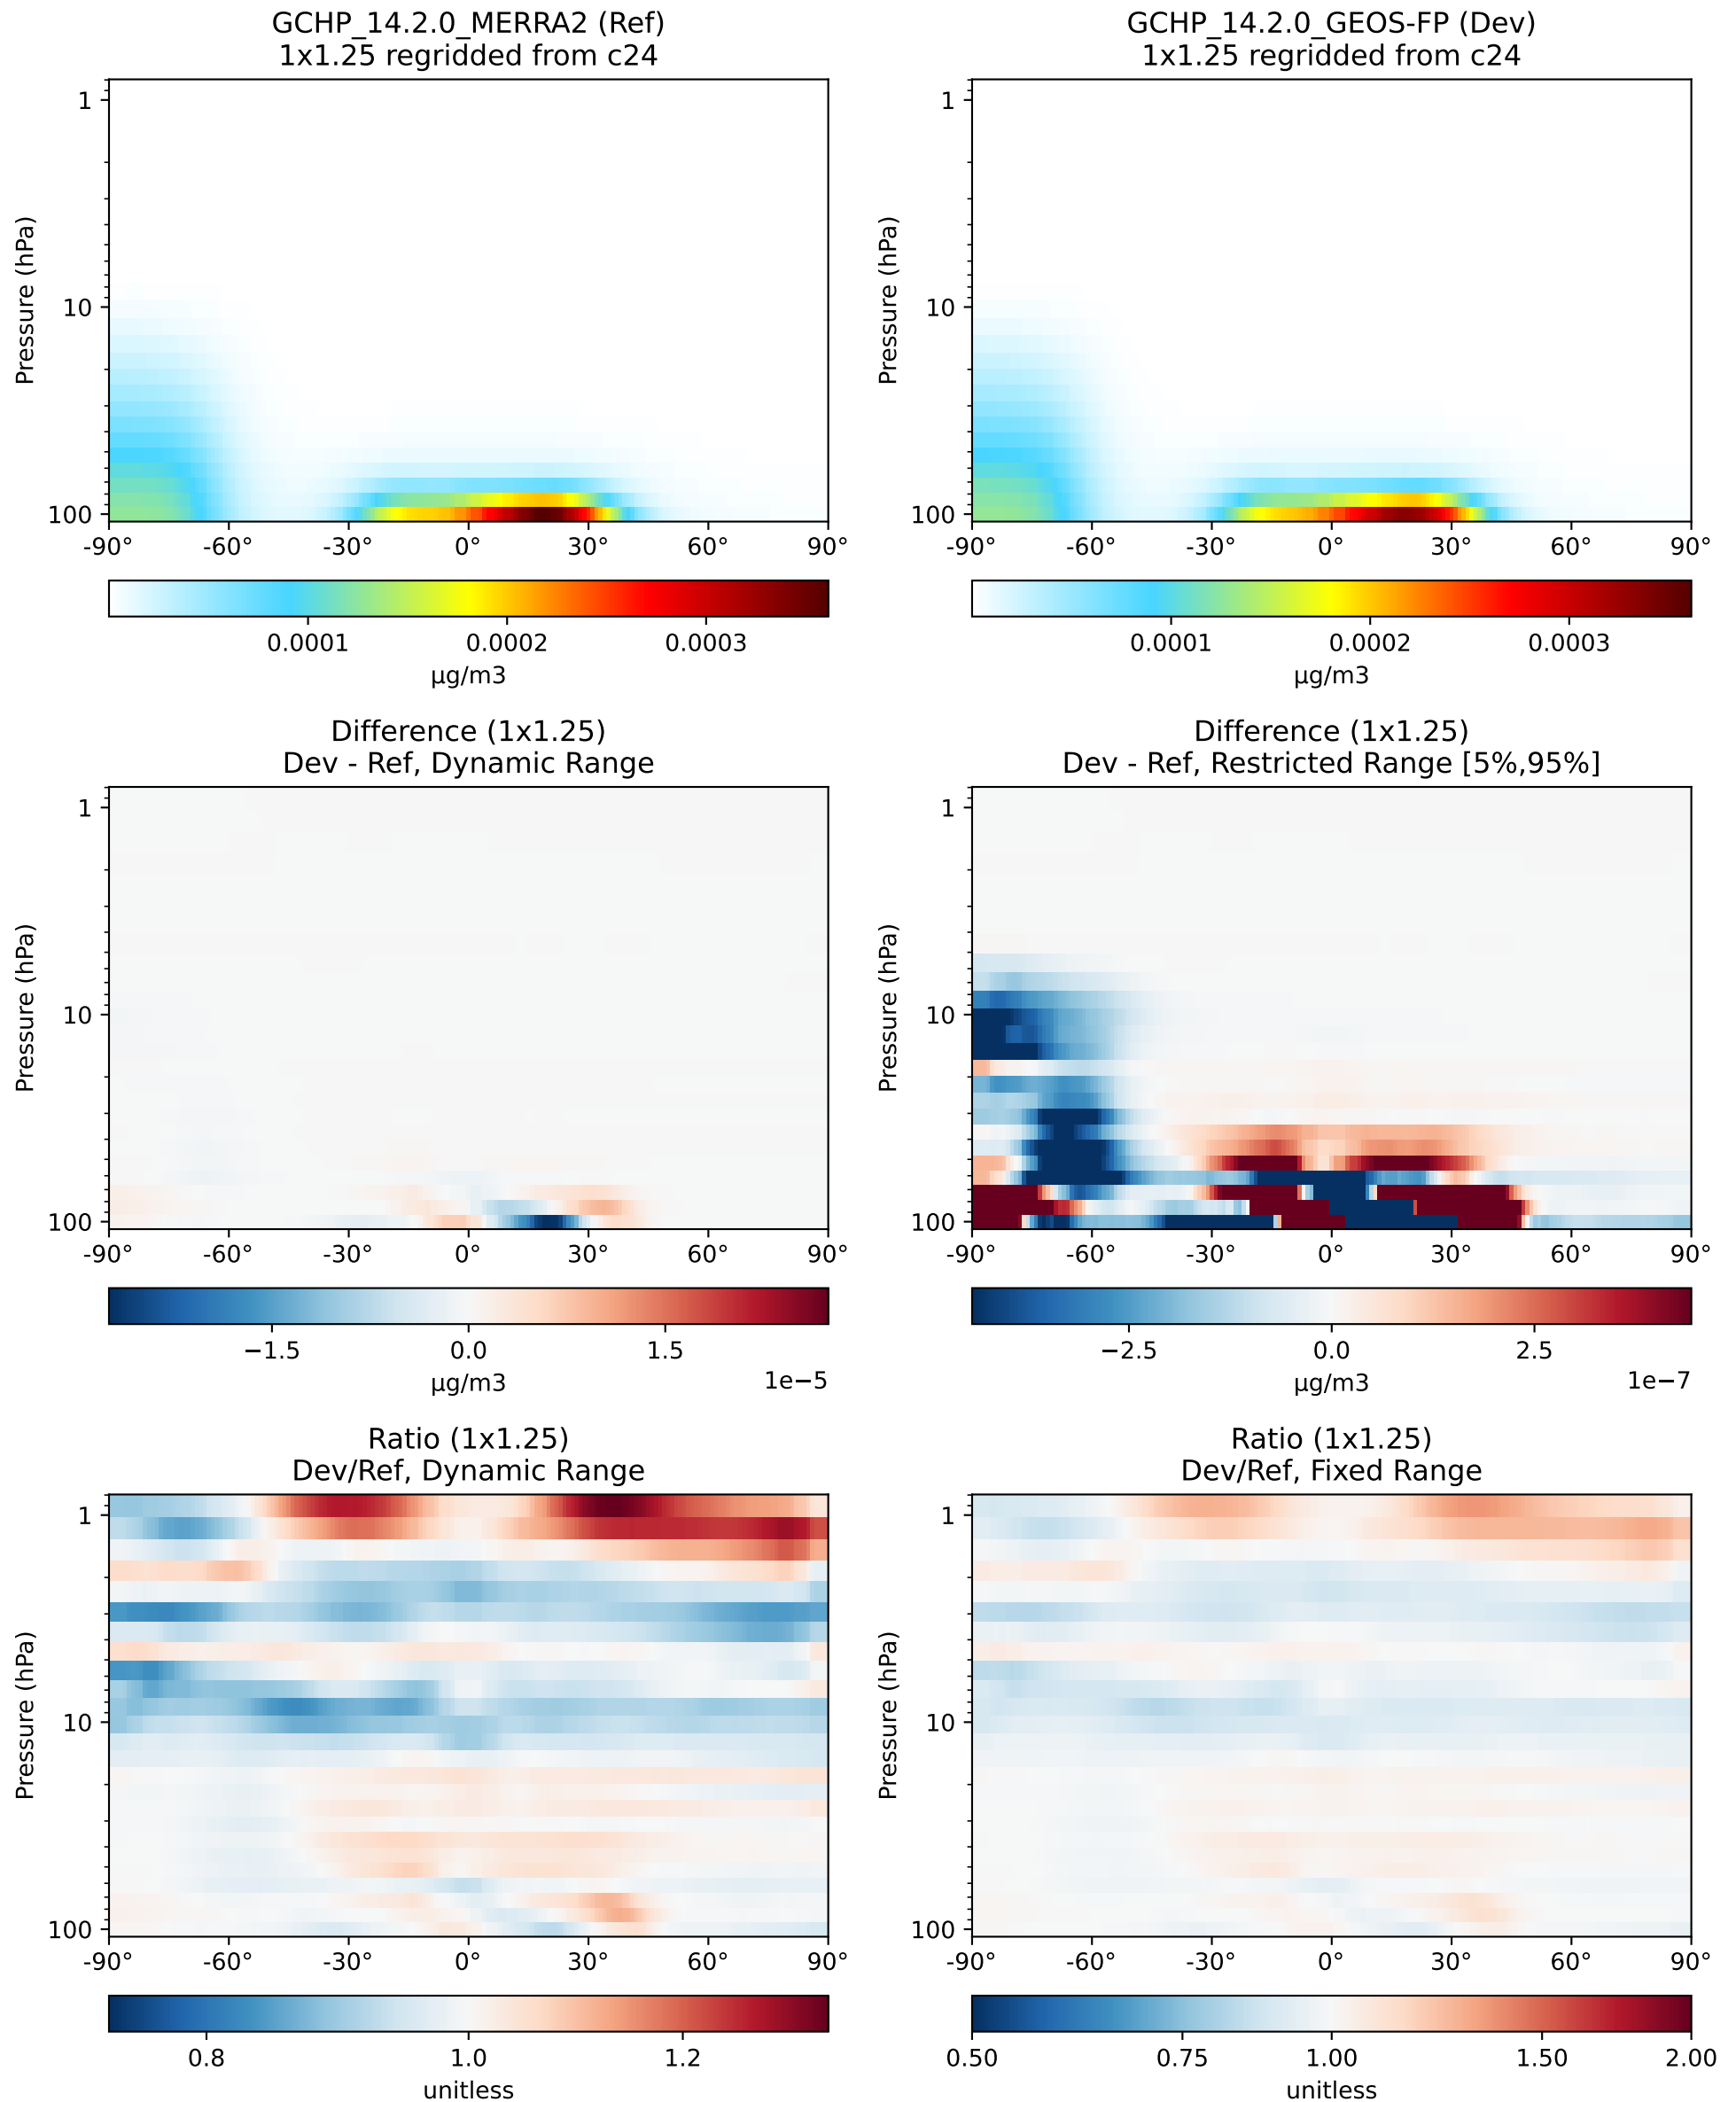 GCHP_14.2.0_MERRA2 (Ref)
1x1.25 regridded from c24
Pressure (hPa)
1
10
100
-90° -60° -30° 0° 30° 60° 90°
0.0001 0.0002 0.0003
µg/m3
GCHP_14.2.0_GEOS-FP (Dev)
1x1.25 regridded from c24
Pressure (hPa)
1
10
100
-90° -60° -30° 0° 30° 60° 90°
0.0001 0.0002 0.0003
µg/m3
Difference (1x1.25)
Dev - Ref, Dynamic Range
Pressure (hPa)
1
10
100
-90° -60° -30° 0° 30° 60° 90°
−1.5 0.0 1.5
µg/m3 1e−5
Difference (1x1.25)
Dev - Ref, Restricted Range [5%,95%]
Pressure (hPa)
1
10
100
-90° -60° -30° 0° 30° 60° 90°
−2.5 0.0 2.5
µg/m3 1e−7
Ratio (1x1.25)
Dev/Ref, Dynamic Range
Pressure (hPa)
1
10
100
-90° -60° -30° 0° 30° 60° 90°
0.8 1.0 1.2
unitless
Ratio (1x1.25)
Dev/Ref, Fixed Range
Pressure (hPa)
1
10
100
-90° -60° -30° 0° 30° 60° 90°
0.50 0.75 1.00 1.50 2.00
unitless